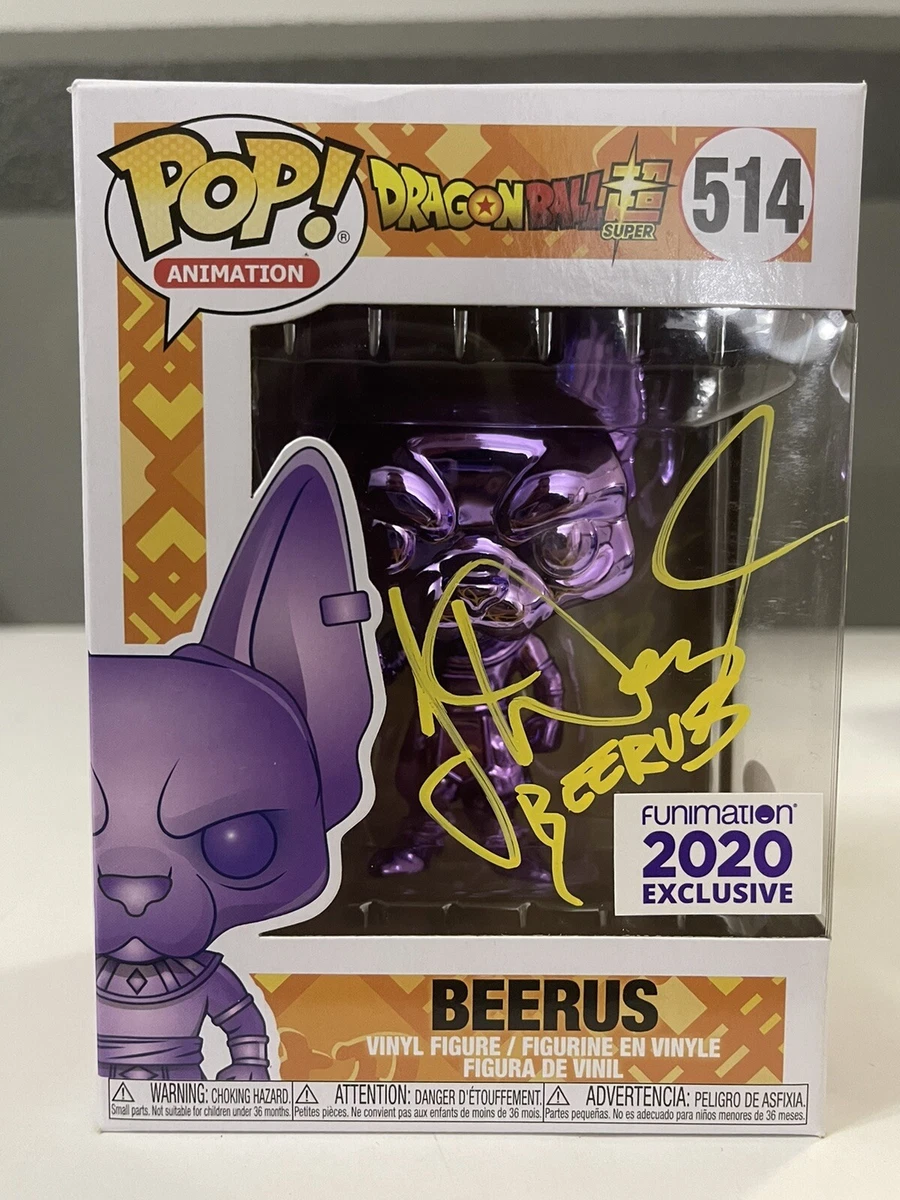 POP!®
ANIMATION
DRAGON BALL
SUPER
514
BEERUS
FUNIMATION®
2020
EXCLUSIVE
BEERUS
VINYL FIGURE / FIGURINE EN VINYLE
FIGURA DE VINIL
WARNING: CHOKING HAZARD.
Small parts. Not suitable for children under 36 months.
ATTENTION: DANGER D'ÉTOUFFEMENT.
Petites pièces. Ne convient pas aux enfants de moins de 36 mois.
ADVERTENCIA: PELIGRO DE ASFIXIA.
Partes pequeñas. No es adecuado para niños menores de 36 meses.